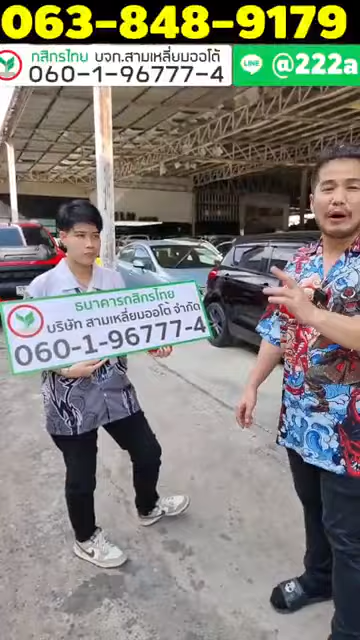 063-848-9179
กสิกรไทย บจก.สามเหลี่ยมออโต้
060-1-96777-4
LINE
@222a
ธนาคารกสิกรไทย
บริษัท สามเหลี่ยมออโต้ จำกัด
060-1-96777-4